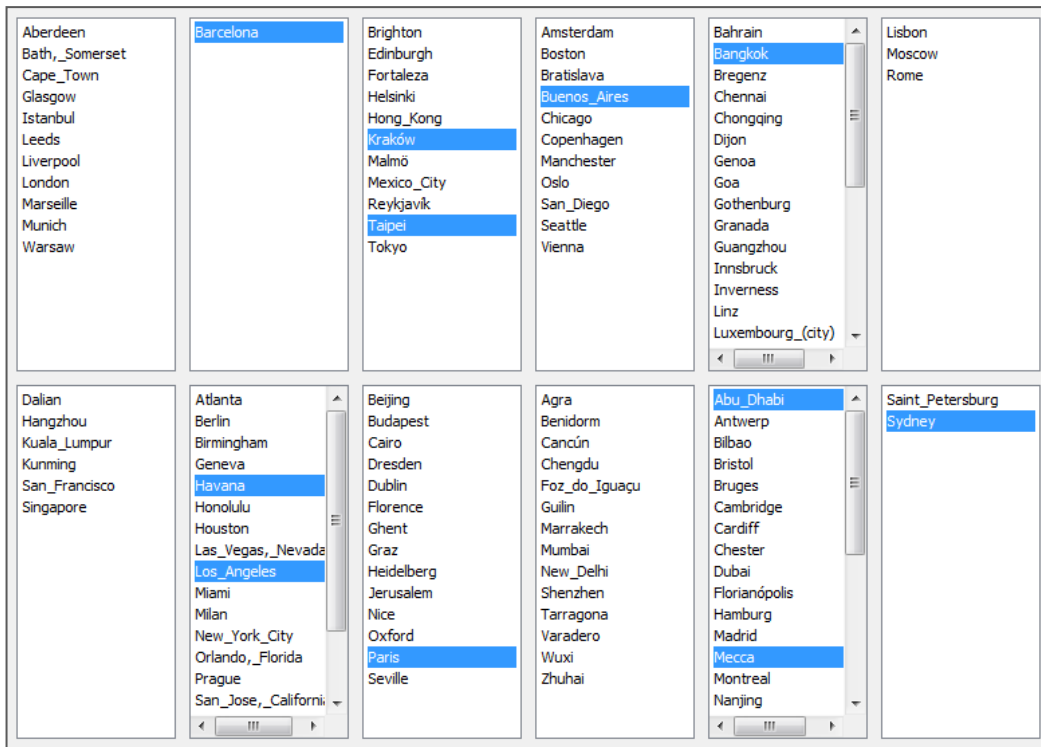 Aberdeen
Bath,_Somerset
Cape_Town
Glasgow
Istanbul
Leeds
Liverpool
London
Marseille
Munich
Warsaw
Barcelona
Brighton
Edinburgh
Fortaleza
Helsinki
Hong_Kong
Kraków
Malmö
Mexico_City
Reykjavík
Taipei
Tokyo
Amsterdam
Boston
Bratislava
Buenos_Aires
Chicago
Copenhagen
Manchester
Oslo
San_Diego
Seattle
Vienna
Bahrain
Bangkok
Bregenz
Chennai
Chongqing
Dijon
Genoa
Goa
Gothenburg
Granada
Guangzhou
Innsbruck
Inverness
Linz
Luxembourg_(city)
Lisbon
Moscow
Rome
Dalian
Hangzhou
Kuala_Lumpur
Kunming
San_Francisco
Singapore
Atlanta
Berlin
Birmingham
Geneva
Havana
Honolulu
Houston
Las_Vegas,_Nevada
Los_Angeles
Miami
Milan
New_York_City
Orlando,_Florida
Prague
San_Jose,_Californi
Beijing
Budapest
Cairo
Dresden
Dublin
Florence
Ghent
Graz
Heidelberg
Jerusalem
Nice
Oxford
Paris
Seville
Agra
Benidorm
Cancún
Chengdu
Foz_do_Iguaçu
Guilin
Marrakech
Mumbai
New_Delhi
Shenzhen
Tarragona
Varadero
Wuxi
Zhuhai
Abu_Dhabi
Antwerp
Bilbao
Bristol
Bruges
Cambridge
Cardiff
Chester
Dubai
Florianópolis
Hamburg
Madrid
Mecca
Montreal
Nanjing
Saint_Petersburg
Sydney